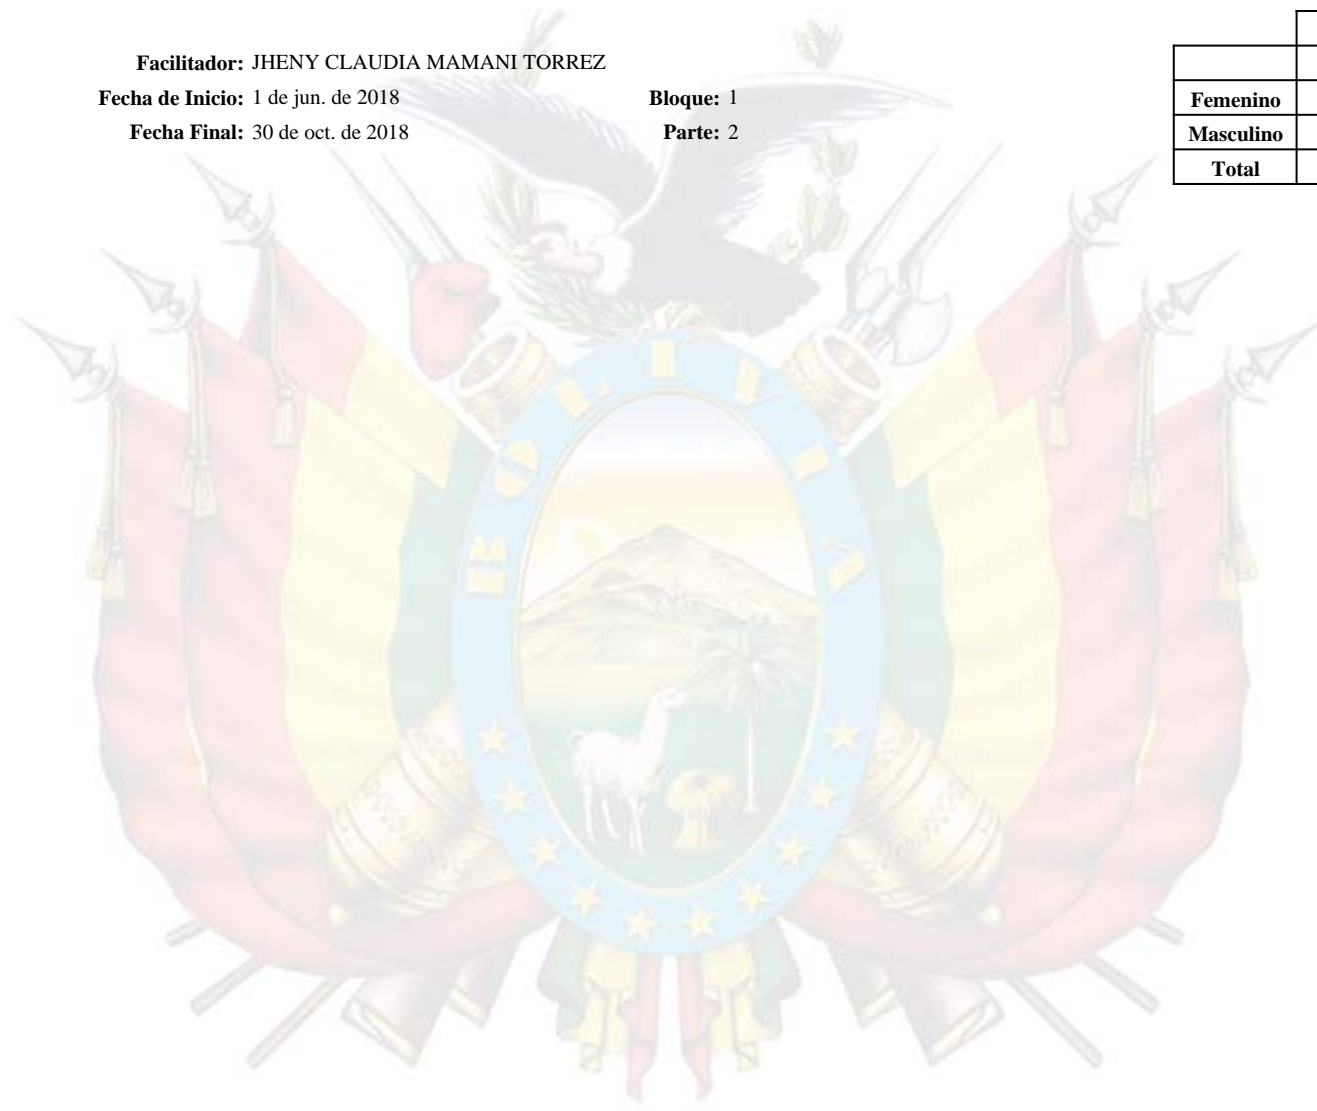 Facilitador: JHENY CLAUDIA MAMANI TORREZ
Fecha de Inicio: 1 de jun. de 2018 Bloque: 1
Fecha Final: 30 de oct. de 2018 Parte: 2
Femenino
Masculino
Total
BOLIVIA